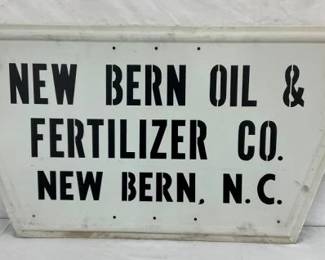 NEW BERN OIL &
FERTILIZER CO.
NEW BERN, N.C.